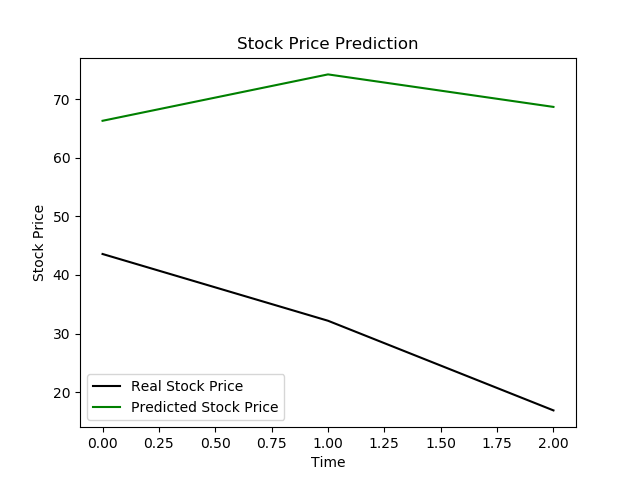 Stock Price Prediction
Stock Price
70
60
50
40
30
20
Real Stock Price
Predicted Stock Price
0.00 0.25 0.50 0.75 1.00 1.25 1.50 1.75 2.00
Time